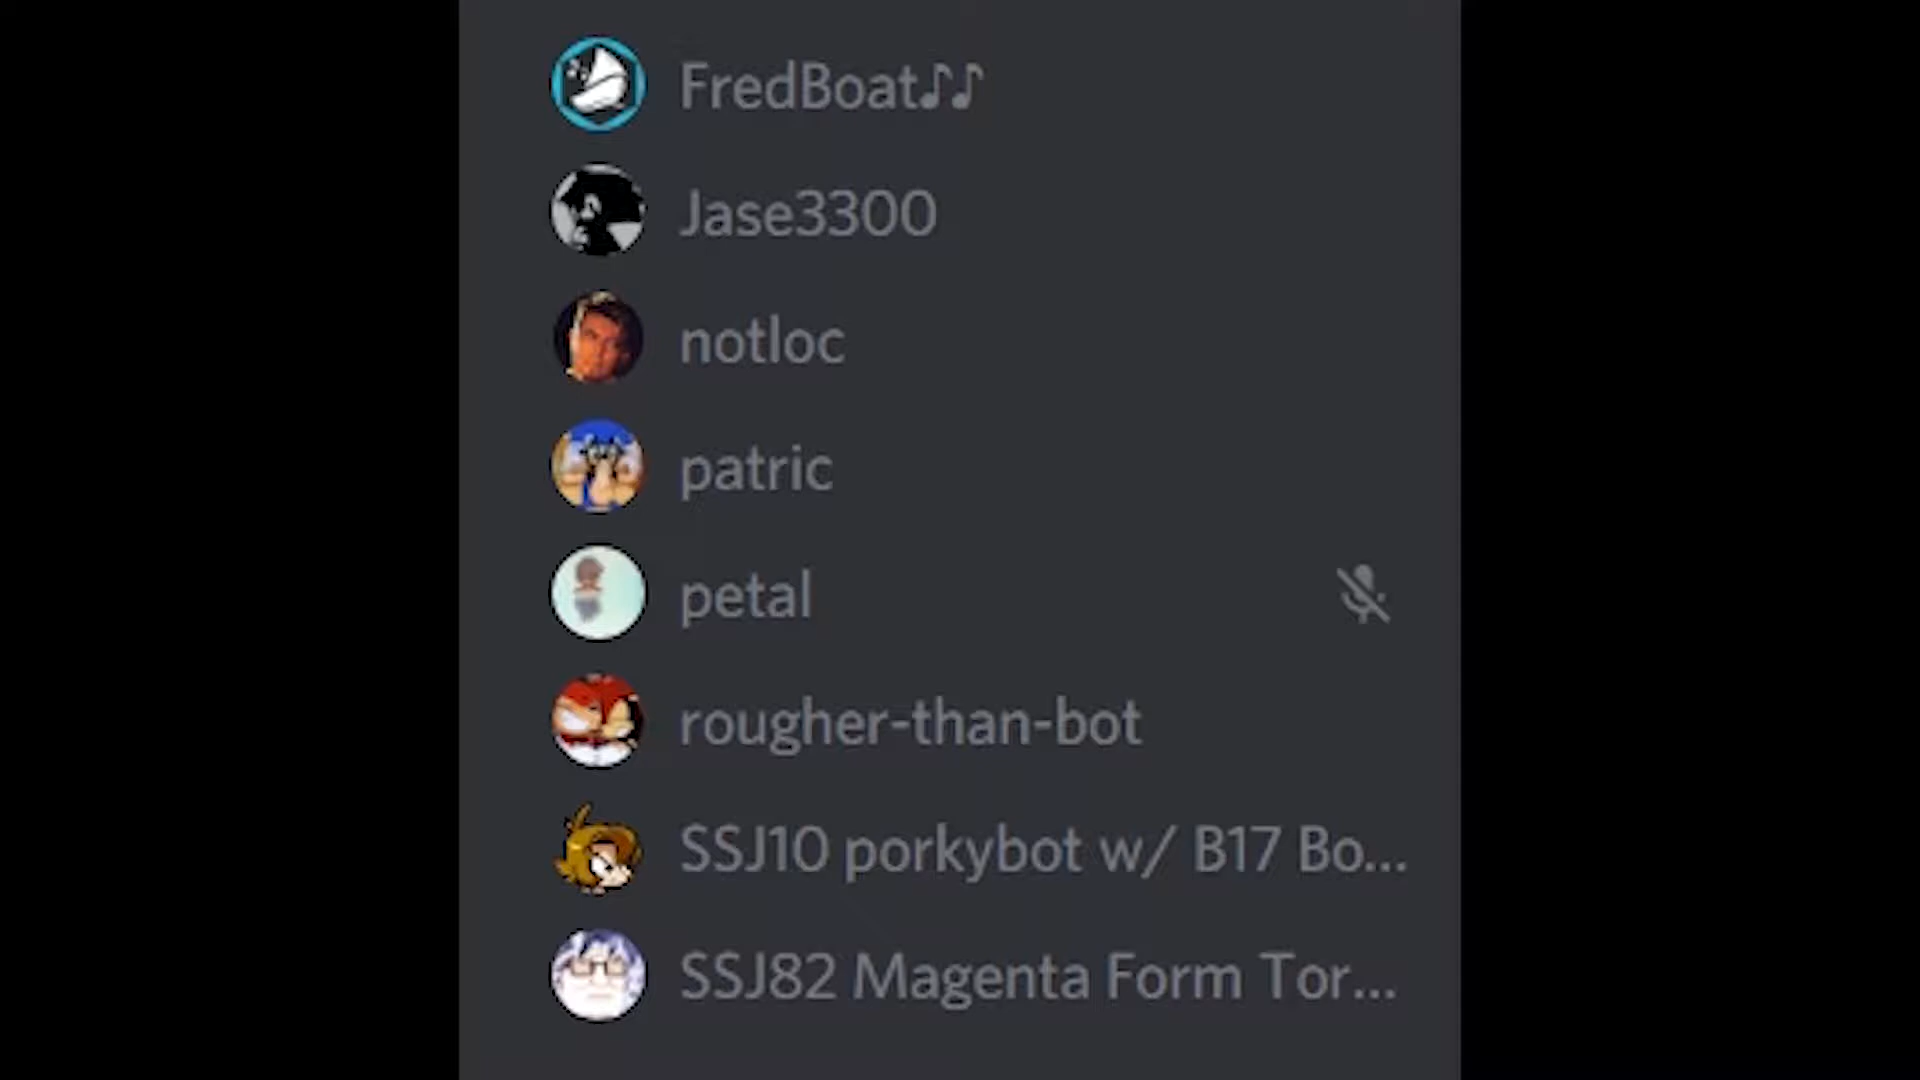 FredBoat♪♪
Jase3300
notloc
patric
petal
rougher-than-bot
SSJ10 porkybot w/ B17 Bo...
SSJ82 Magenta Form Tor...